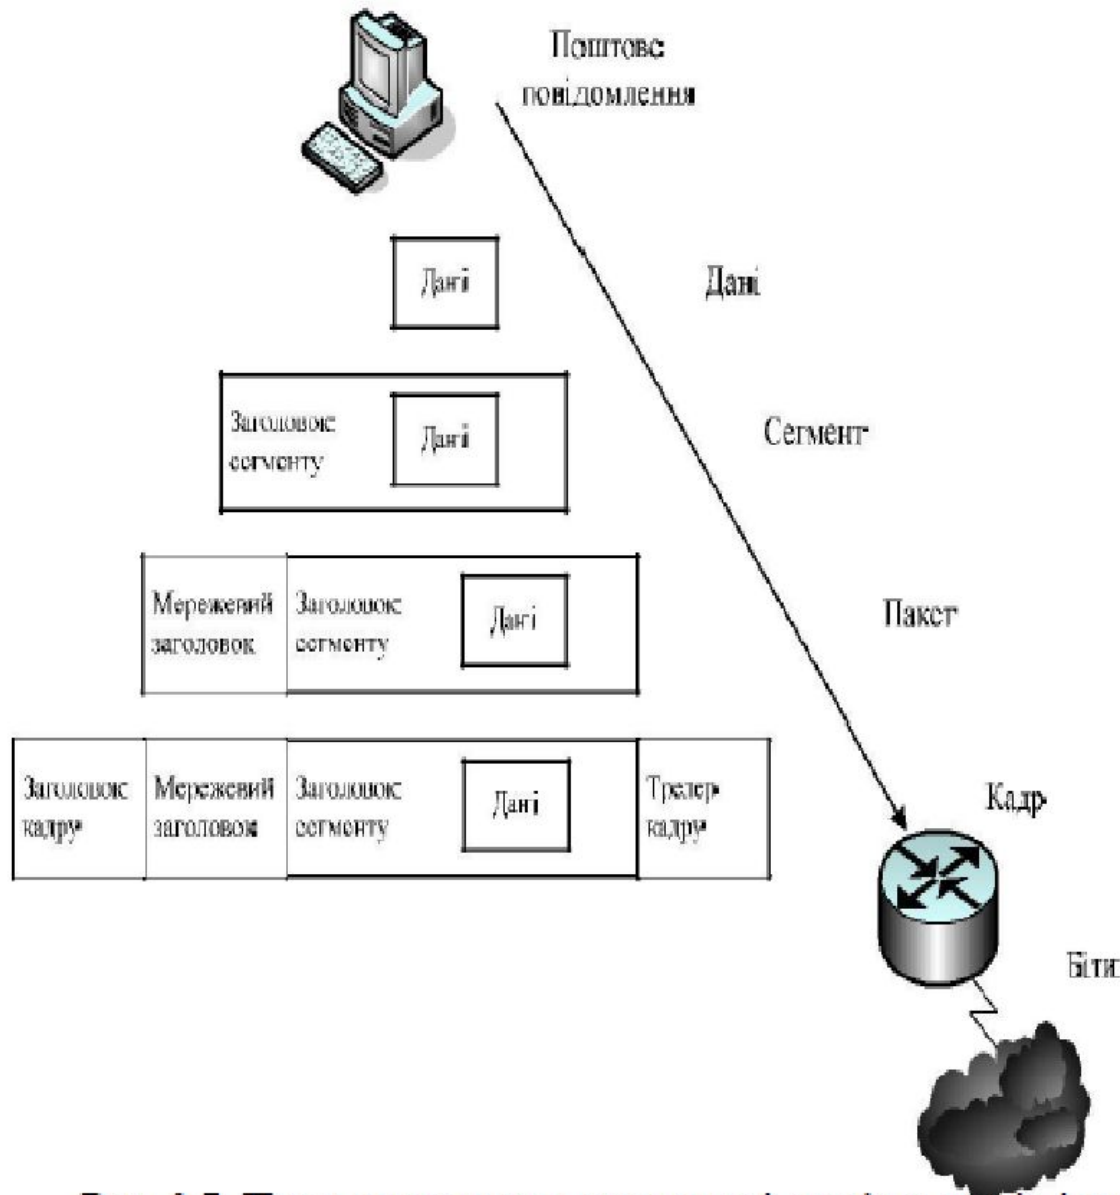 Поштове
повідомлення
Дані
Дані
Заголовок
сегменту
Дані
Сегмент
Мережевий
заголовок
Заголовок
сегменту
Дані
Пакет
Заголовок
кадру
Мережевий
заголовок
Заголовок
сегменту
Дані
Трелер
кадру
Кадр
Біти